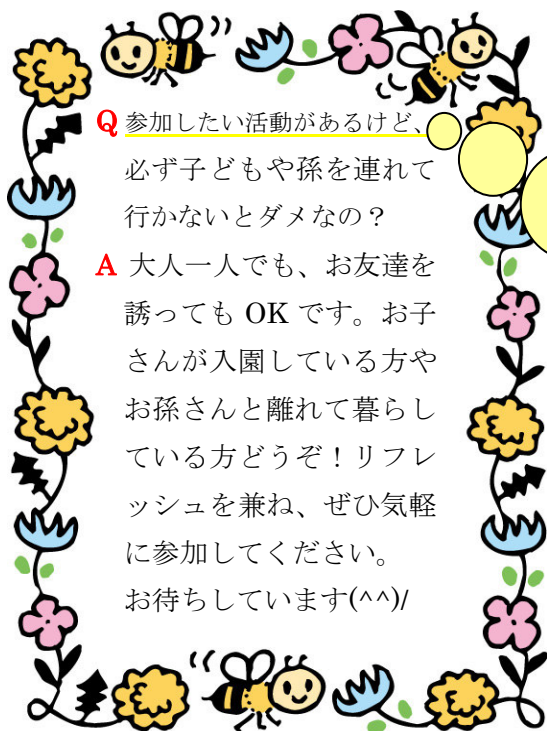 Q 参加したい活動があるけど、
必ず子どもや孫を連れて
行かないとダメなの？
A 大人一人でも、お友達を
誘っても OK です。お子
さんが入園している方や
お孫さんと離れて暮らし
ている方どうぞ！リフレ
ッシュを兼ね、ぜひ気軽
に参加してください。
お待ちしています(^^)/